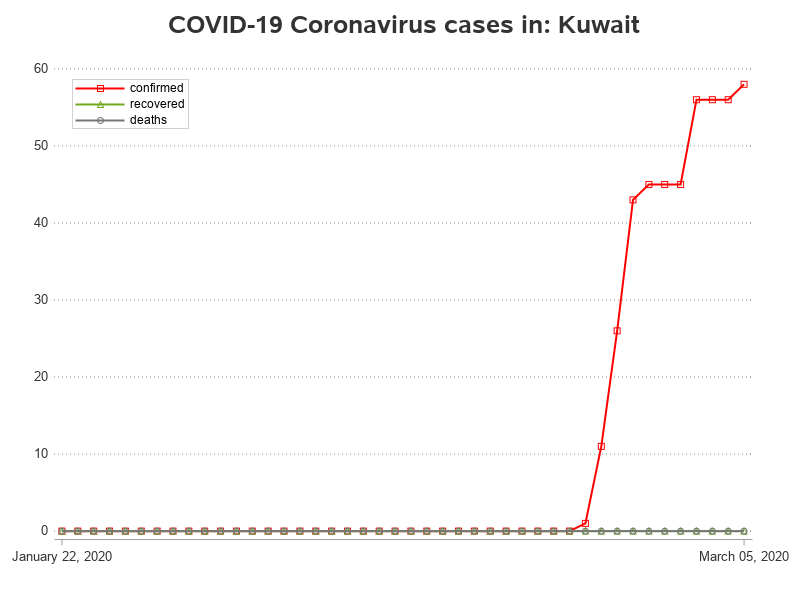 COVID-19 Coronavirus cases in: Kuwait
60
confirmed
recovered
deaths
50
40
30
20
10
0
January 22, 2020
March 05, 2020